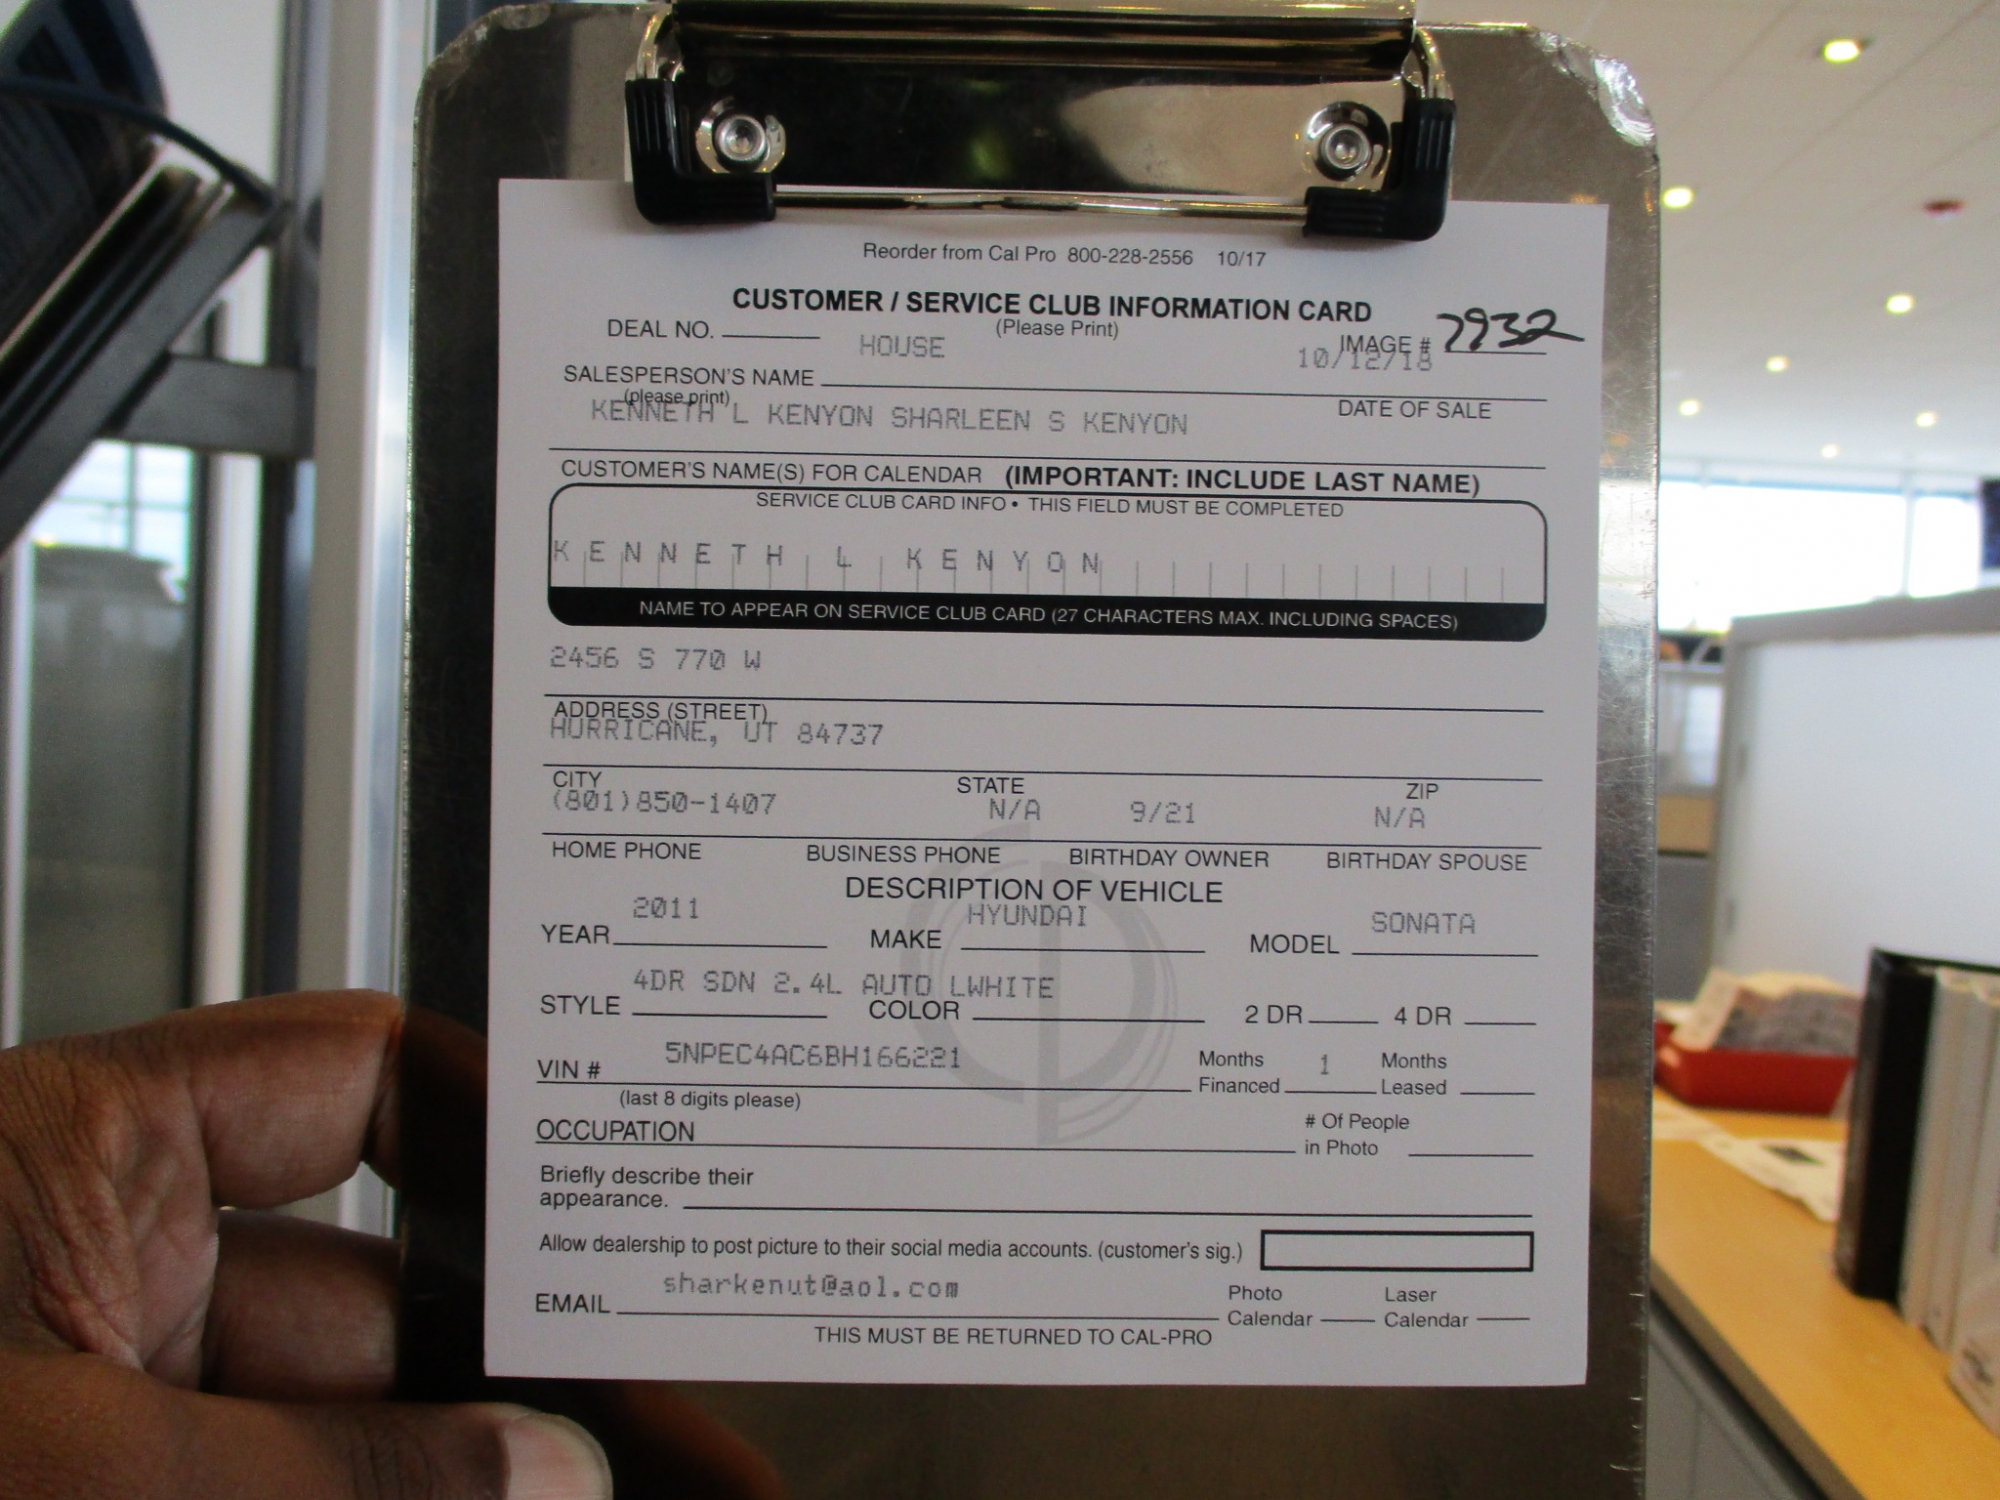 Reorder from Cal Pro 800-228-2556 10/17
CUSTOMER / SERVICE CLUB INFORMATION CARD
(Please Print)
DEAL NO.
HOUSE
IMAGE # 7932
10/12/18
SALESPERSON'S NAME
(please print)
DATE OF SALE
KENNETH L KENYON SHARLEEN S KENYON
CUSTOMER'S NAME(S) FOR CALENDAR (IMPORTANT: INCLUDE LAST NAME)
SERVICE CLUB CARD INFO • THIS FIELD MUST BE COMPLETED
KENNETH L KENYON
NAME TO APPEAR ON SERVICE CLUB CARD (27 CHARACTERS MAX. INCLUDING SPACES)
2456 S 770 W
ADDRESS (STREET)
HURRICANE, UT 84737
CITY STATE ZIP
(801)850-1407 N/A 9/21 N/A
HOME PHONE BUSINESS PHONE BIRTHDAY OWNER BIRTHDAY SPOUSE
DESCRIPTION OF VEHICLE
2011 HYUNDAI SONATA
YEAR MAKE MODEL
4DR SDN 2.4L AUTO LWHITE
STYLE COLOR 2 DR 4 DR
VIN # 5NPEC4AC6BH166221
(last 8 digits please)
Months Financed 1 Months Leased
OCCUPATION
# Of People in Photo
Briefly describe their
appearance.
Allow dealership to post picture to their social media accounts. (customer's sig.)
sharkenut@aol.com
EMAIL
Photo Calendar Laser Calendar
THIS MUST BE RETURNED TO CAL-PRO